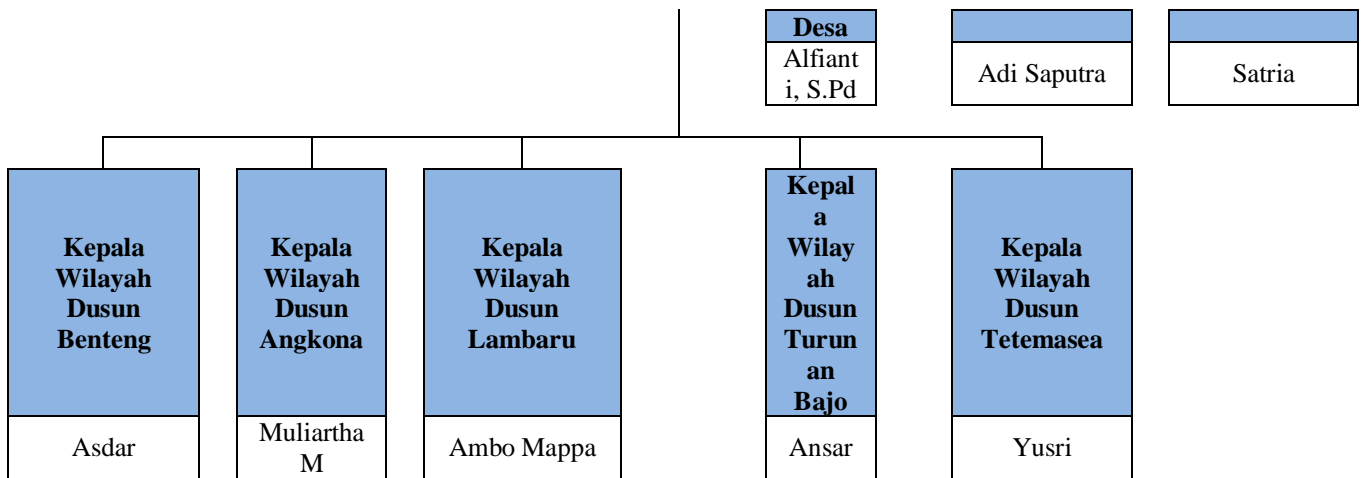 Desa
Alfiant
i, S.Pd
Adi Saputra
Satria
Kepala
Wilayah
Dusun
Benteng
Asdar
Kepala
Wilayah
Dusun
Angkona
Muliartha
M
Kepala
Wilayah
Dusun
Lambaru
Ambo Mappa
Kepal
a
Wilay
ah
Dusun
Turun
an
Bajo
Ansar
Kepala
Wilayah
Dusun
Tetemasea
Yusri